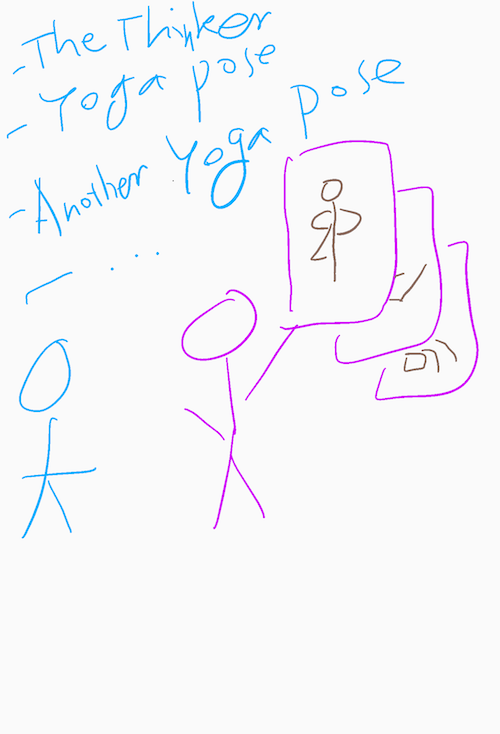 - The Thinker
- Yoga pose
- Another Yoga pose
- ...